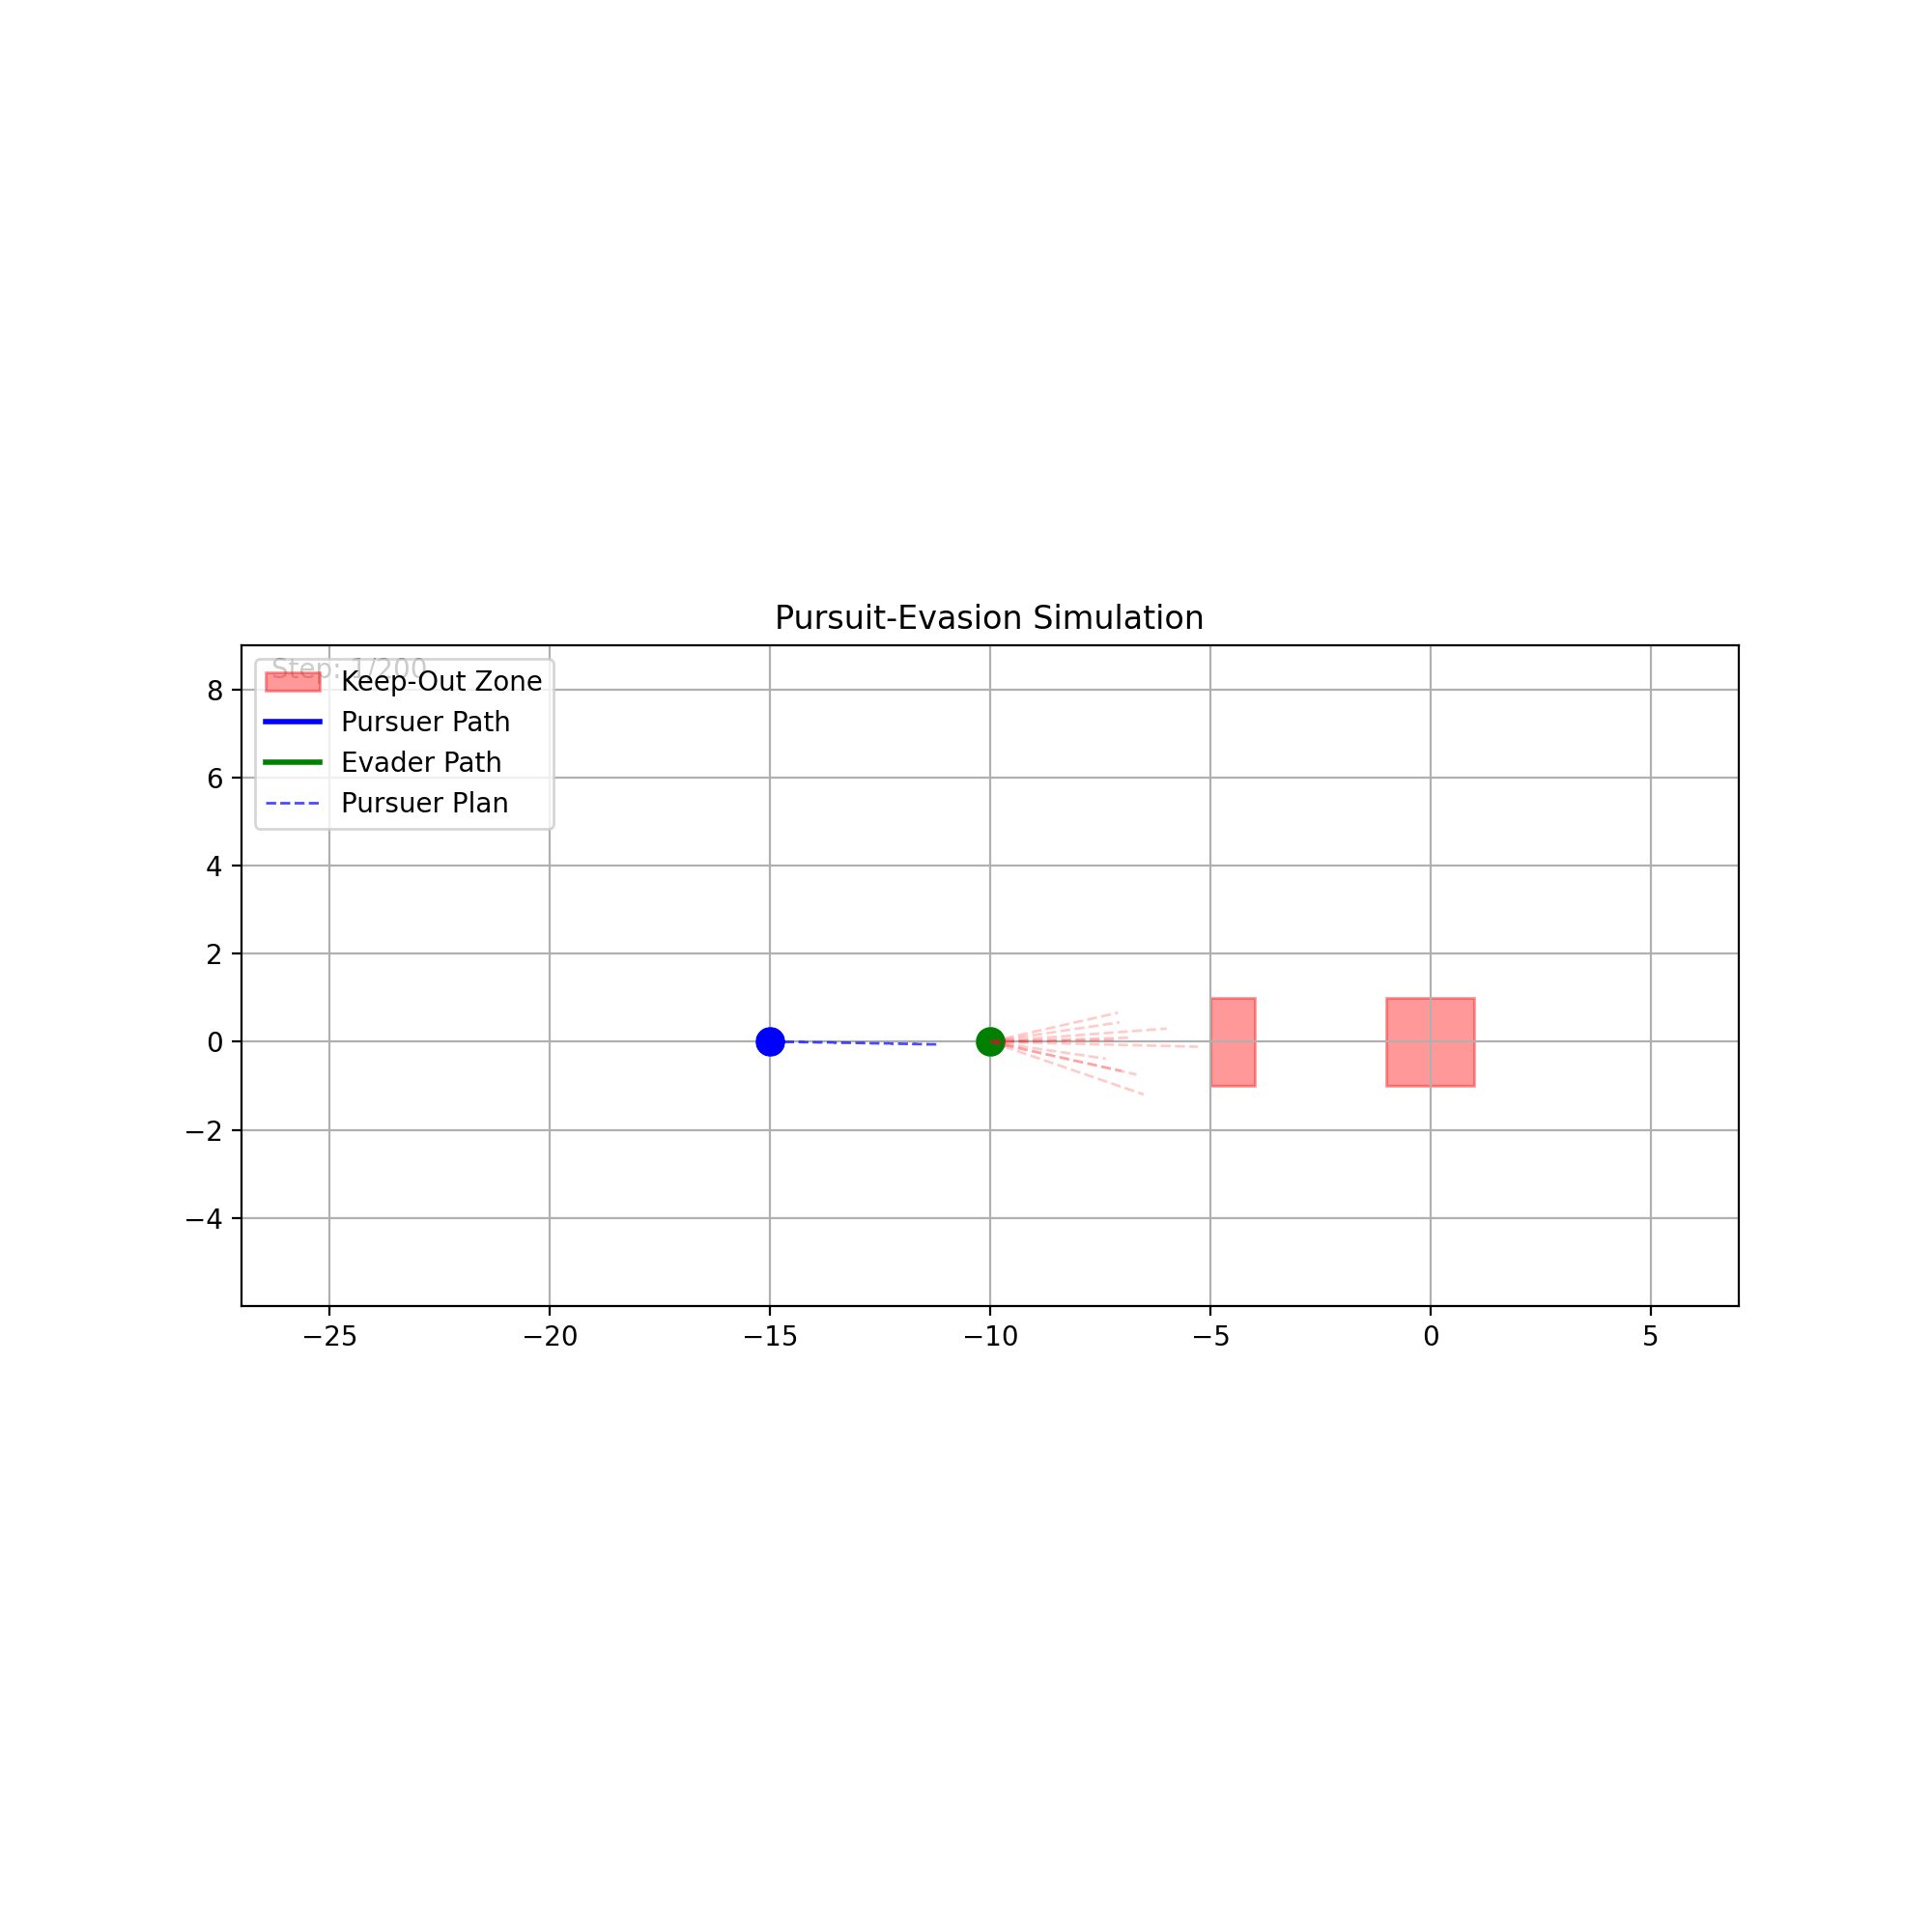 Pursuit-Evasion Simulation
Step: 1/200
Keep-Out Zone
Pursuer Path
Evader Path
Pursuer Plan
8
6
4
2
0
−2
−4
−25 −20 −15 −10 −5 0 5